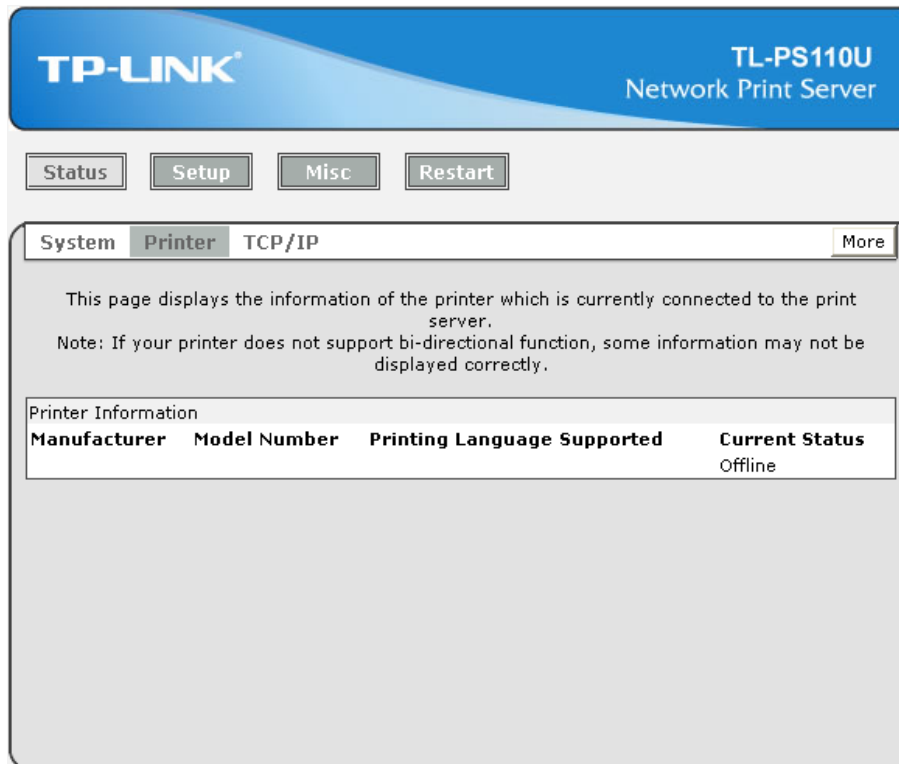 TP-LINK®
TL-PS110U
Network Print Server
Status Setup Misc Restart
System Printer TCP/IP More
This page displays the information of the printer which is currently connected to the print
server.
Note: If your printer does not support bi-directional function, some information may not be
displayed correctly.
Printer Information
Manufacturer Model Number Printing Language Supported Current Status
Offline